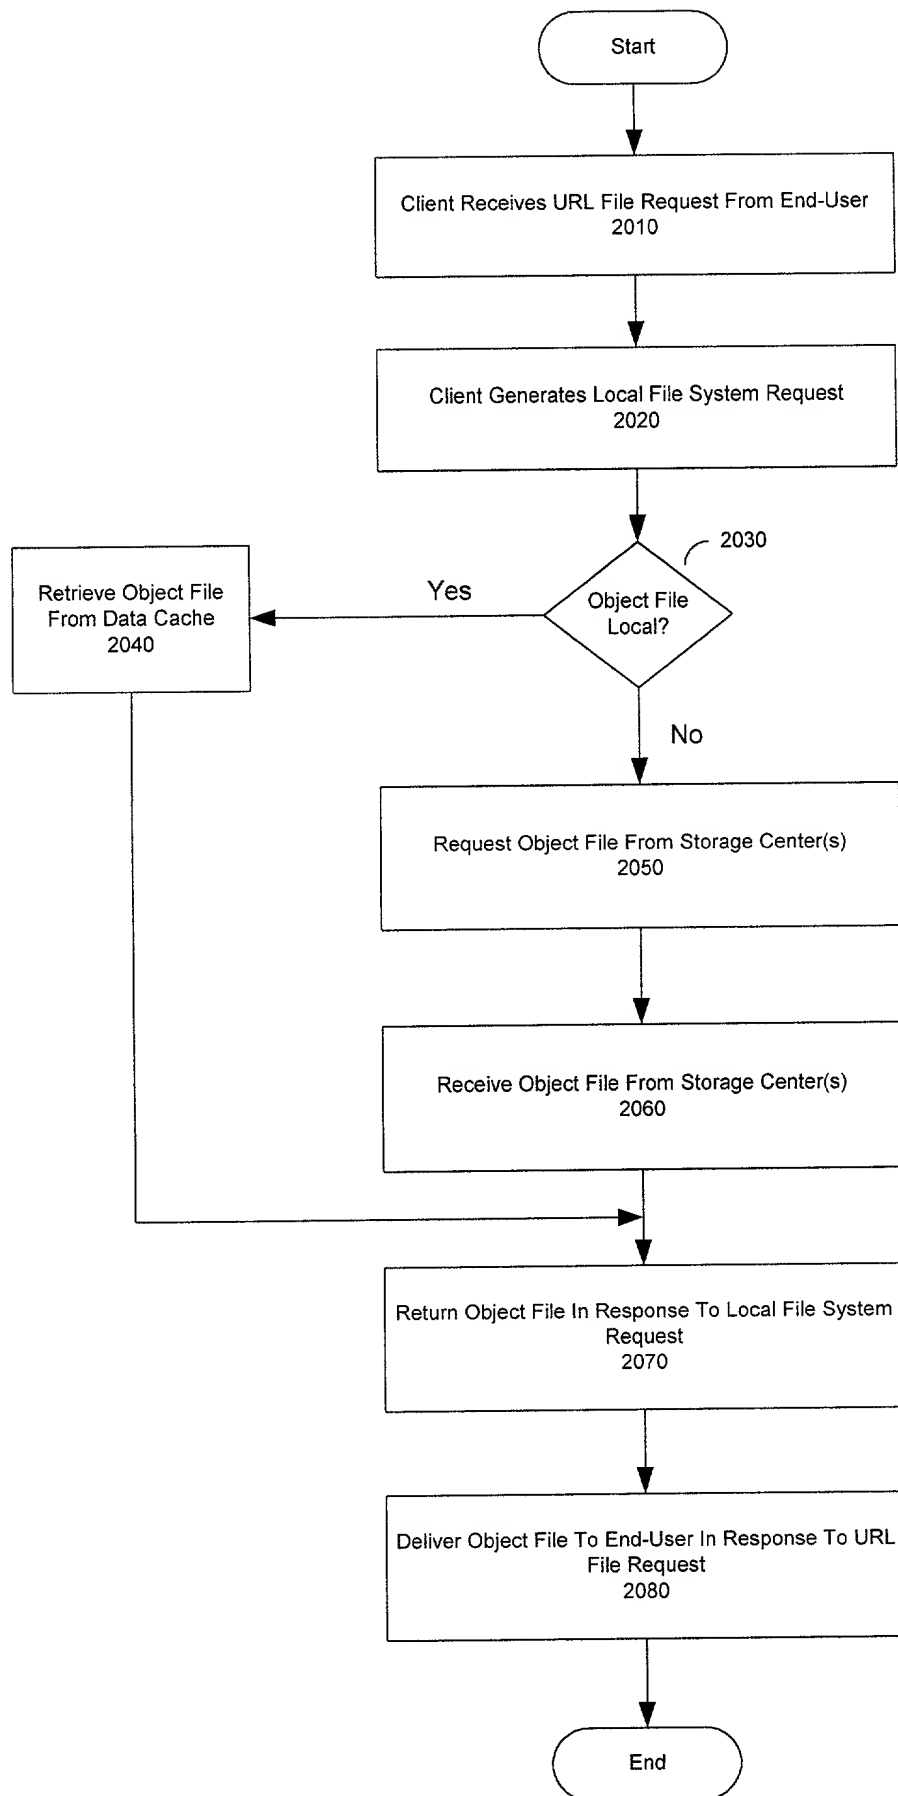 Start
Client Receives URL File Request From End-User
2010
Client Generates Local File System Request
2020
2030
Object File
Local?
Yes
Retrieve Object File
From Data Cache
2040
No
Request Object File From Storage Center(s)
2050
Receive Object File From Storage Center(s)
2060
Return Object File In Response To Local File System
Request
2070
Deliver Object File To End-User In Response To URL
File Request
2080
End